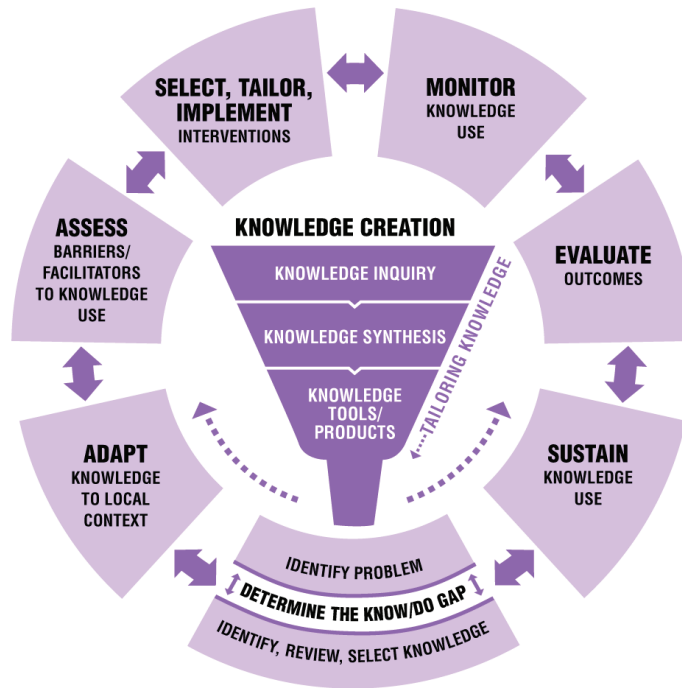 SELECT, TAILOR,
IMPLEMENT
INTERVENTIONS
MONITOR
KNOWLEDGE
USE
ASSESS
BARRIERS/
FACILITATORS
TO KNOWLEDGE
USE
KNOWLEDGE CREATION
KNOWLEDGE INQUIRY
KNOWLEDGE SYNTHESIS
KNOWLEDGE
TOOLS/
PRODUCTS
TAILORING KNOWLEDGE
EVALUATE
OUTCOMES
ADAPT
KNOWLEDGE
TO LOCAL
CONTEXT
SUSTAIN
KNOWLEDGE
USE
IDENTIFY PROBLEM
DETERMINE THE KNOW/DO GAP
IDENTIFY, REVIEW, SELECT KNOWLEDGE